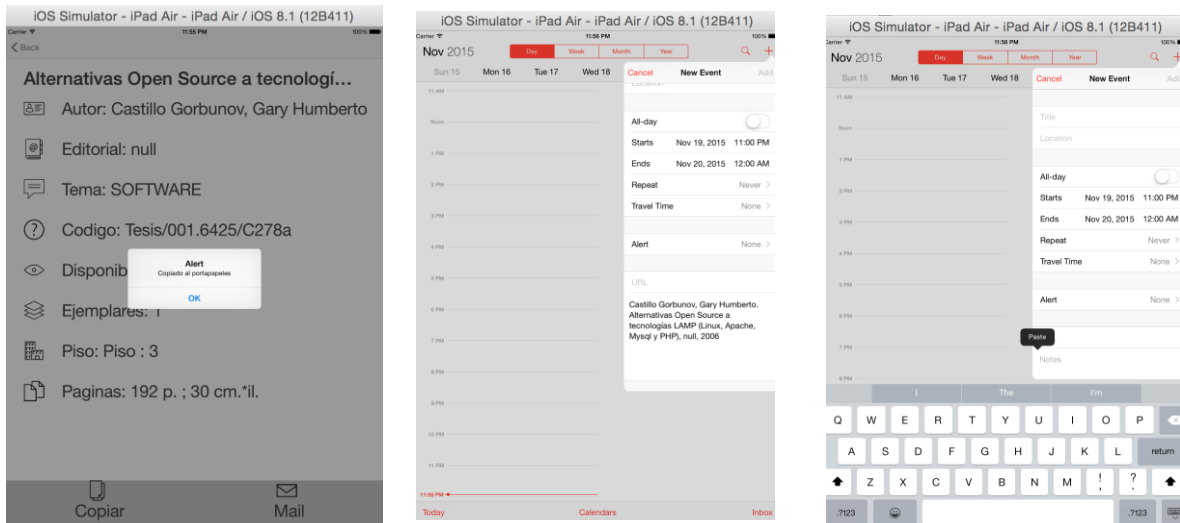 iOS Simulator - iPad Air - iPad Air / iOS 8.1 (12B411)
Carrier 11:55 PM 100%
Back
Alternativas Open Source a tecnologí...
Autor: Castillo Gorbunov, Gary Humberto
Editorial: null
Tema: SOFTWARE
Codigo: Tesis/001.6425/C278a
Disponib
Ejemplares: 1
Piso: Piso : 3
Paginas: 192 p. ; 30 cm.*il.
Alert
Copiado al portapapeles
OK
Copiar Mail
iOS Simulator - iPad Air - iPad Air / iOS 8.1 (12B411)
Carrier 11:56 PM 100%
Nov 2015 Day Week Month Year
Sun 15 Mon 16 Tue 17 Wed 18
Cancel New Event Add
Location
All-day
Starts Nov 19, 2015 11:00 PM
Ends Nov 20, 2015 12:00 AM
Repeat Never
Travel Time None
Alert None
URL
Castillo Gorbunov, Gary Humberto.
Alternativas Open Source a
tecnologías LAMP (Linux, Apache,
Mysql y PHP), null, 2006
11 AM
Noon
1 PM
2 PM
3 PM
4 PM
5 PM
6 PM
7 PM
8 PM
9 PM
10 PM
11 PM
11:56 PM
Today Calendars Inbox
iOS Simulator - iPad Air - iPad Air / iOS 8.1 (12B411)
Carrier 11:56 PM 100%
Nov 2015 Day Week Month Year
Sun 15 Mon 16 Tue 17 Wed 18
Cancel New Event Add
Title
Location
All-day
Starts Nov 19, 2015 11:00 PM
Ends Nov 20, 2015 12:00 AM
Repeat Never
Travel Time None
Alert None
Paste
Notes
11 AM
Noon
1 PM
2 PM
3 PM
4 PM
5 PM
6 PM
7 PM
8 PM
I The I'm
Q W E R T Y U I O P
A S D F G H J K L return
Z X C V B N M ! , ? .
.?123 .?123